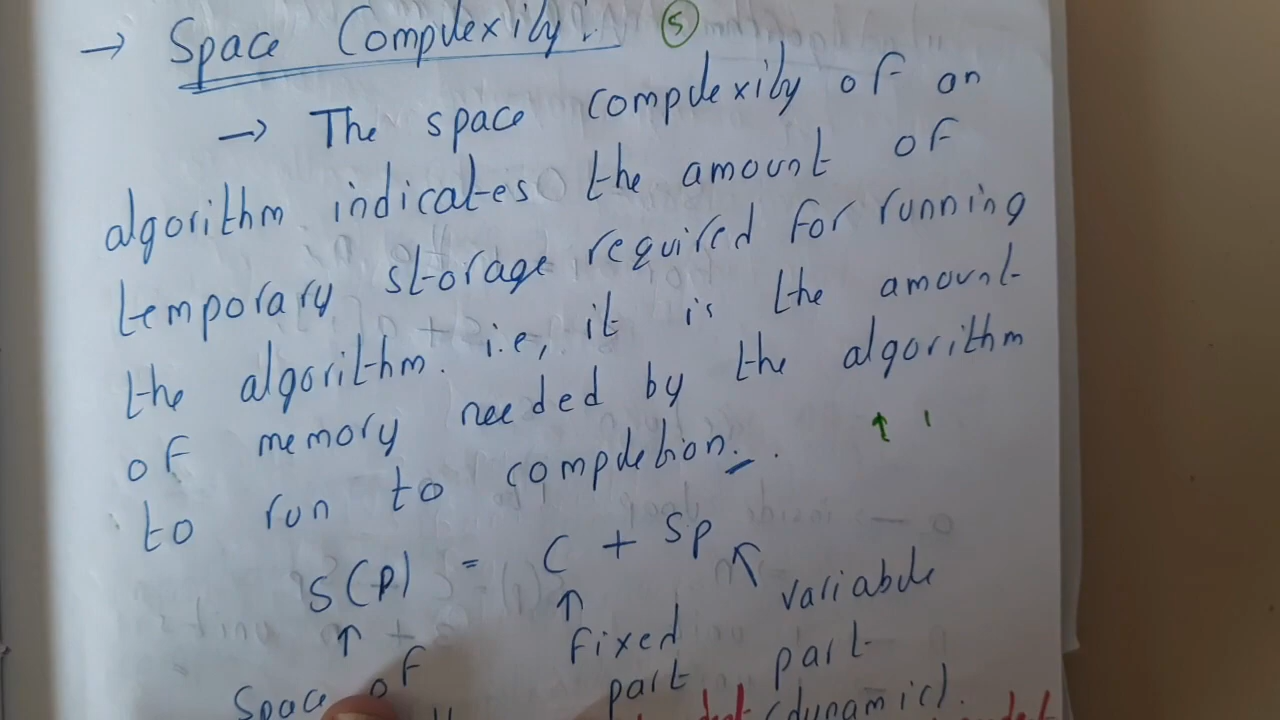 → Space Complexity: ⑤
→ The space complexity of an
algorithm indicates the amount of
temporary storage required for running
the algorithm. i.e, it is the amount
of memory needed by the algorithm
to run to completion.
S(P) = C + Sp
↑ ↑ ↖
Space of fixed part variable part
(dynamic).